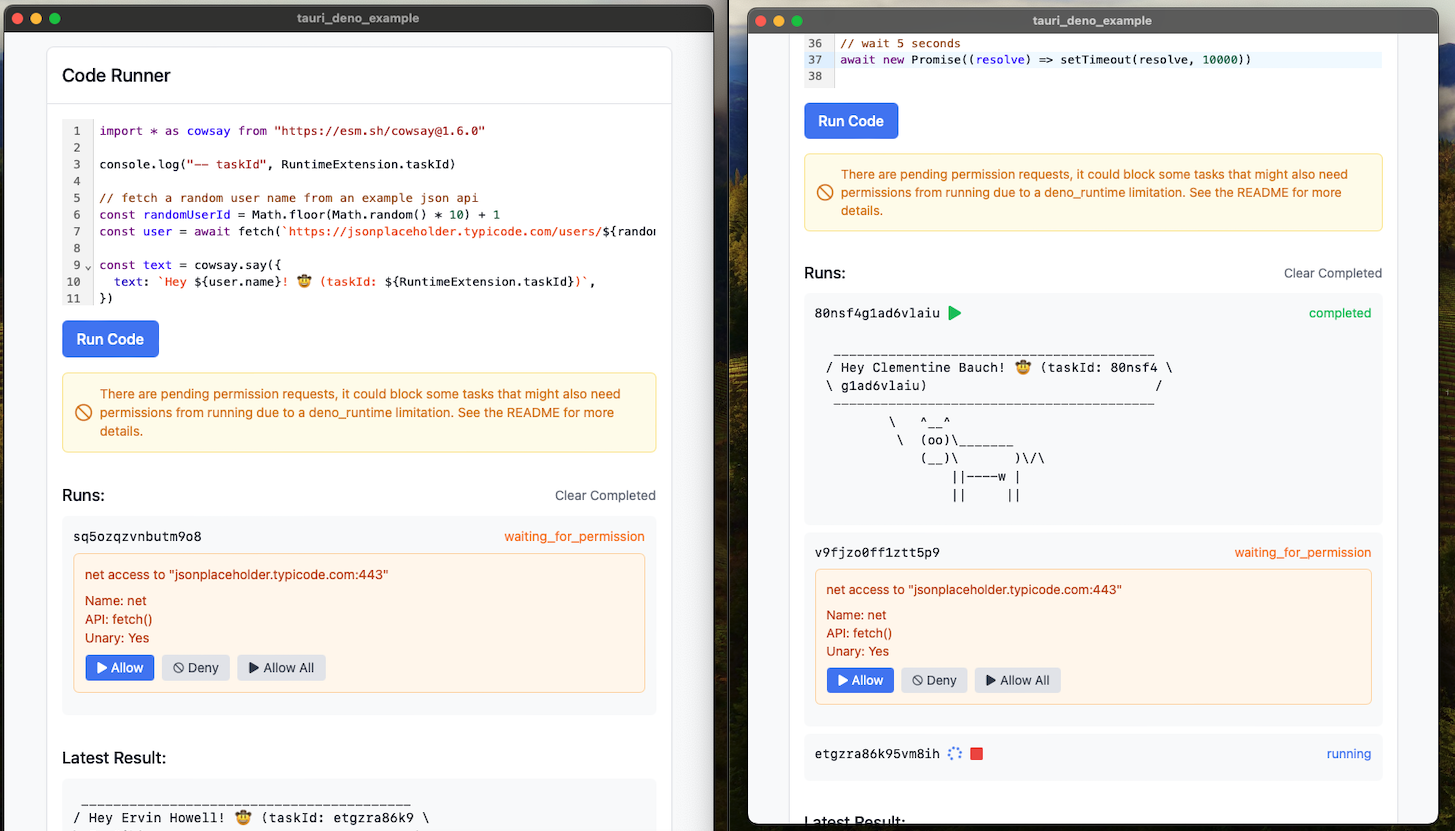 tauri_deno_example
Code Runner
1 import * as cowsay from "https://esm.sh/cowsay@1.6.0"
2
3 console.log("-- taskId", RuntimeExtension.taskId)
4
5 // fetch a random user name from an example json api
6 const randomUserId = Math.floor(Math.random() * 10) + 1
7 const user = await fetch(`https://jsonplaceholder.typicode.com/users/${random
8
9 const text = cowsay.say({
10   text: `Hey ${user.name}! 🤠 (taskId: ${RuntimeExtension.taskId})`,
11 })
Run Code
There are pending permission requests, it could block some tasks that might also need
permissions from running due to a deno_runtime limitation. See the README for more
details.
Runs: Clear Completed
sq5ozqzvnbutm9o8 waiting_for_permission
net access to "jsonplaceholder.typicode.com:443"
Name: net
API: fetch()
Unary: Yes
Allow Deny Allow All
Latest Result:
 _________________________________________
/ Hey Ervin Howell! 🤠 (taskId: etgzra86k9 \
tauri_deno_example
36 // wait 5 seconds
37 await new Promise((resolve) => setTimeout(resolve, 10000))
38
Run Code
There are pending permission requests, it could block some tasks that might also need
permissions from running due to a deno_runtime limitation. See the README for more
details.
Runs: Clear Completed
80nsf4g1ad6vlaiu completed
 _________________________________________
/ Hey Clementine Bauch! 🤠 (taskId: 80nsf4 \
\ g1ad6vlaiu)                             /
 -----------------------------------------
        \   ^__^
         \  (oo)\_______
            (__)\       )\/\
                ||----w |
                ||     ||
v9fjzo0ff1ztt5p9 waiting_for_permission
net access to "jsonplaceholder.typicode.com:443"
Name: net
API: fetch()
Unary: Yes
Allow Deny Allow All
etgzra86k95vm8ih running
Latest Result: